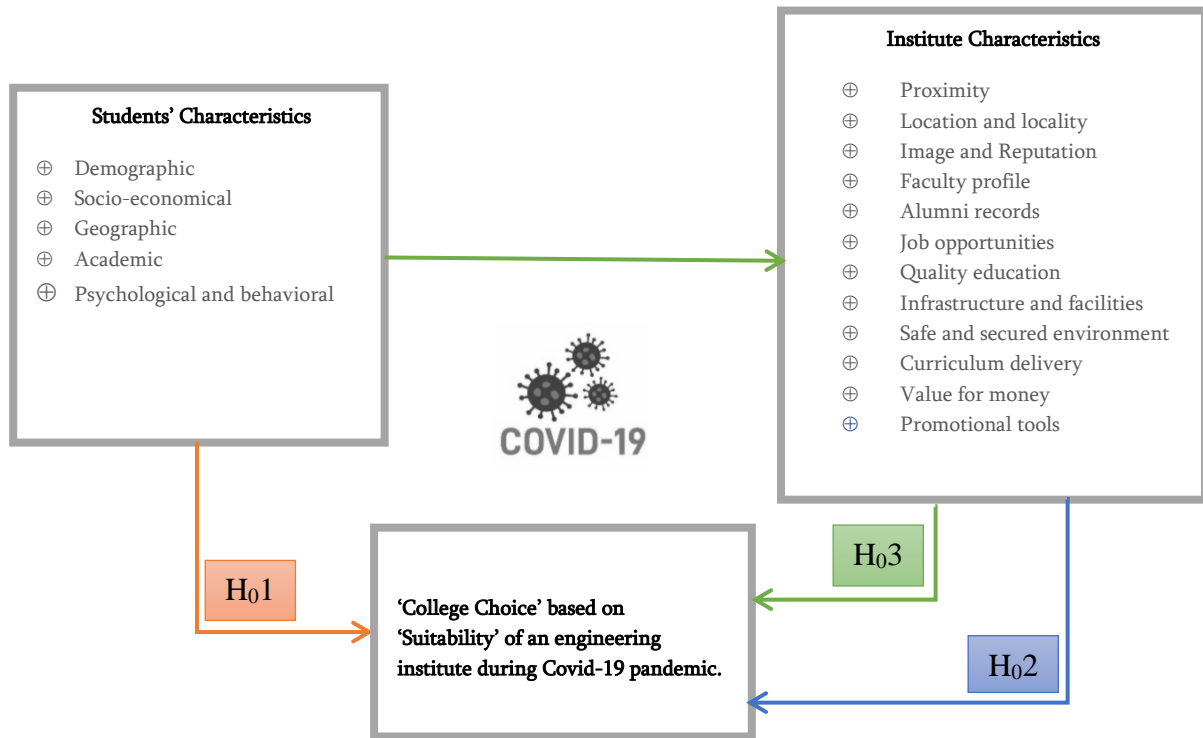 Students’ Characteristics
⊕ Demographic
⊕ Socio-economical
⊕ Geographic
⊕ Academic
⊕ Psychological and behavioral
Institute Characteristics
⊕ Proximity
⊕ Location and locality
⊕ Image and Reputation
⊕ Faculty profile
⊕ Alumni records
⊕ Job opportunities
⊕ Quality education
⊕ Infrastructure and facilities
⊕ Safe and secured environment
⊕ Curriculum delivery
⊕ Value for money
⊕ Promotional tools
COVID-19
H₀1
H₀3
H₀2
‘College Choice’ based on
‘Suitability’ of an engineering
institute during Covid-19 pandemic.